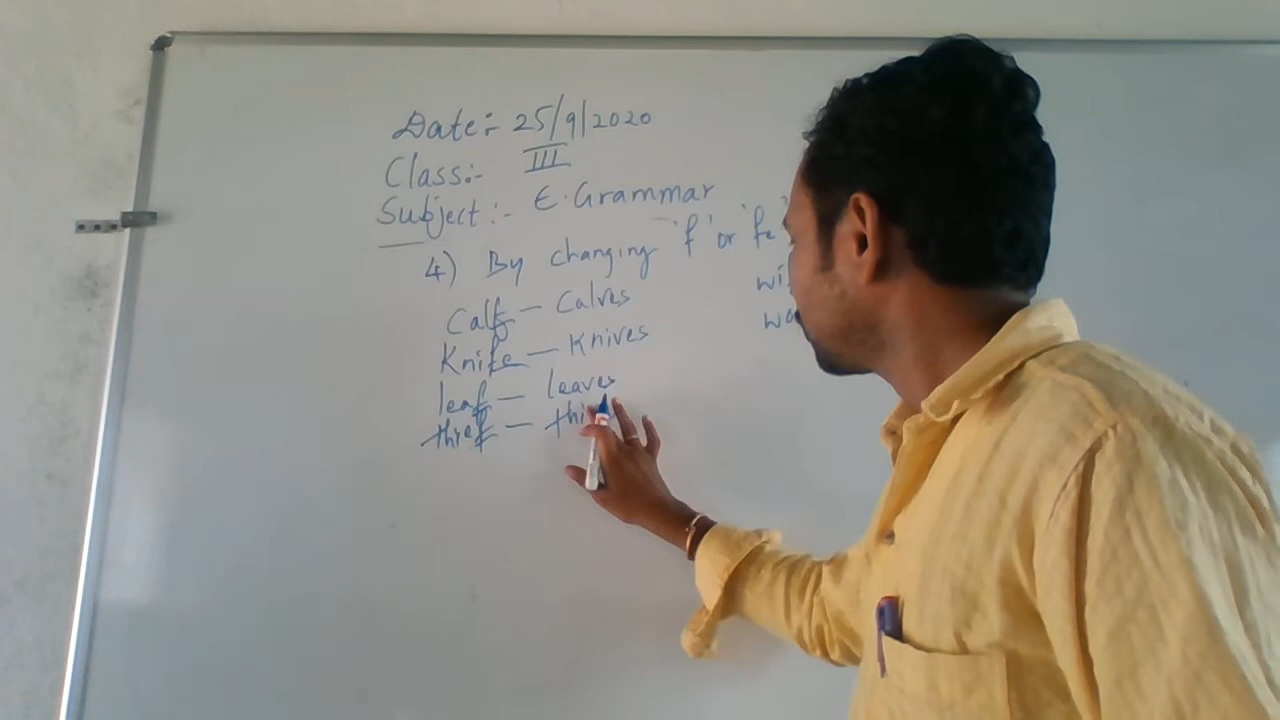 Date:- 25/9/2020
Class:- III
Subject:- E.Grammar
4) By changing 'f' or 'fe'
Calf — Calves
Knife — Knives
leaf — leaves
thief — thi